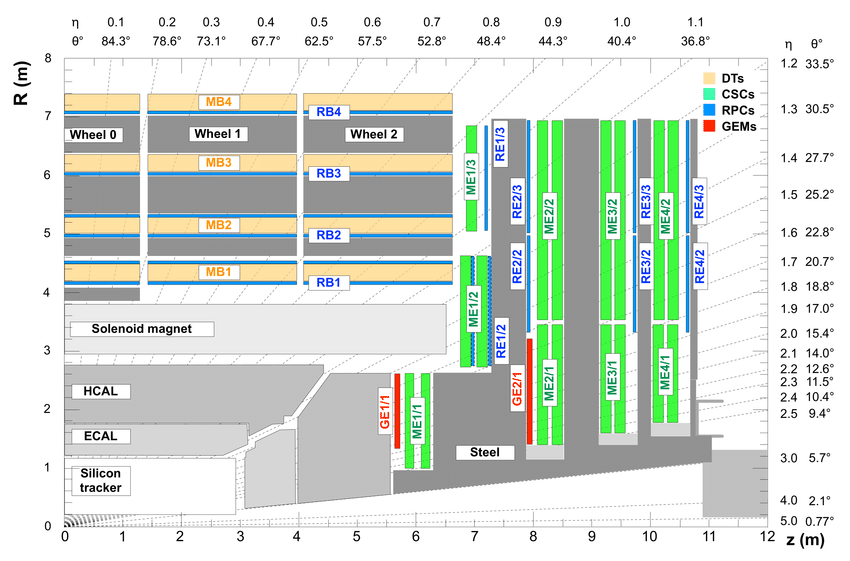 η 0.1 0.2 0.3 0.4 0.5 0.6 0.7 0.8 0.9 1.0 1.1
θ° 84.3° 78.6° 73.1° 67.7° 62.5° 57.5° 52.8° 48.4° 44.3° 40.4° 36.8° η θ°
R (m)
8
7
6
5
4
3
2
1
0
1.2 33.5°
1.3 30.5°
1.4 27.7°
1.5 25.2°
1.6 22.8°
1.7 20.7°
1.8 18.8°
1.9 17.0°
2.0 15.4°
2.1 14.0°
2.2 12.6°
2.3 11.5°
2.4 10.4°
2.5 9.4°
3.0 5.7°
4.0 2.1°
5.0 0.77°
DTs
CSCs
RPCs
GEMs
MB4
RB4
Wheel 0 Wheel 1 Wheel 2
MB3
RB3
MB2
RB2
MB1
RB1
Solenoid magnet
HCAL
ECAL
Silicon
tracker
Steel
ME1/3
RE1/3
RE2/3
ME2/2
ME3/2
RE3/3
ME4/2
RE4/3
ME1/2
RE1/2
RE2/2
RE3/2
RE4/2
GE1/1
ME1/1
GE2/1
ME2/1
ME3/1
ME4/1
0 1 2 3 4 5 6 7 8 9 10 11 12
z (m)